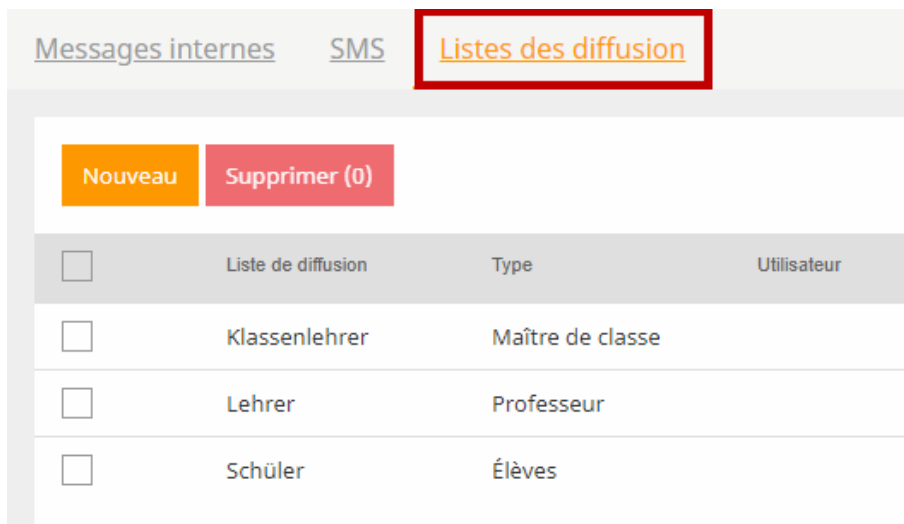 Messages internes SMS Listes des diffusion
Nouveau Supprimer (0)
Liste de diffusion Type Utilisateur
Klassenlehrer Maître de classe
Lehrer Professeur
Schüler Élèves